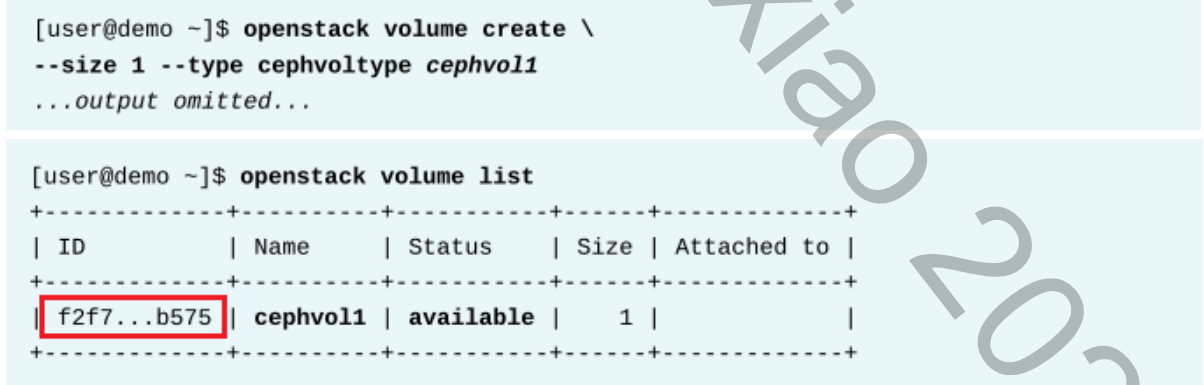 [user@demo ~]$ openstack volume create \
--size 1 --type cephvoltype cephvol1
...output omitted...
[user@demo ~]$ openstack volume list
+-------------+----------+-----------+------+-------------+
| ID          | Name     | Status    | Size | Attached to |
+-------------+----------+-----------+------+-------------+
| f2f7...b575 | cephvol1 | available |    1 |             |
+-------------+----------+-----------+------+-------------+
xiao 202